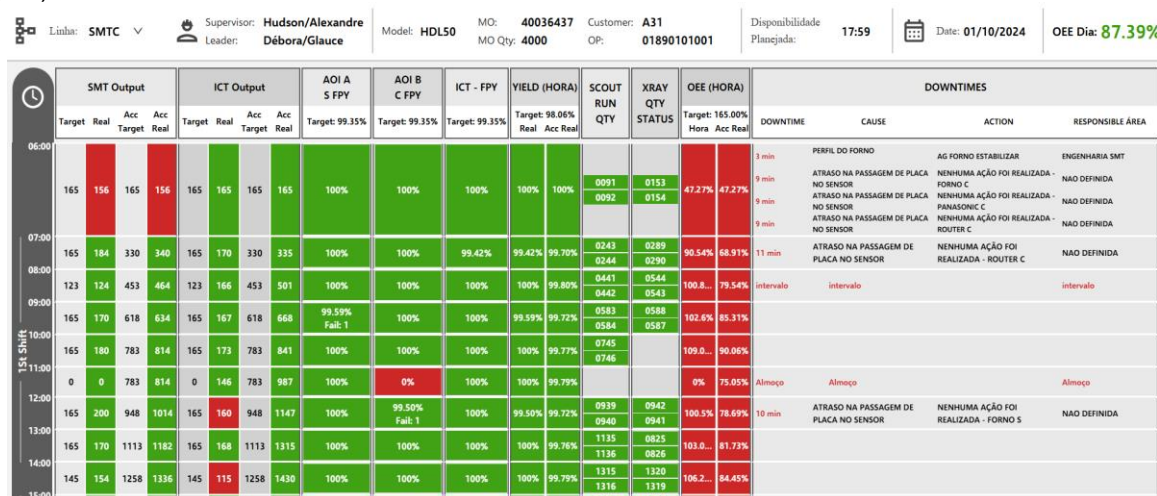 Linha: SMTC
Supervisor: Hudson/Alexandre
Leader: Débora/Glauce
Model: HDL50
MO: 40036437
MO Qty: 4000
Customer: A31
OP: 01890101001
Disponibilidade
Planejada: 17:59
Date: 01/10/2024
OEE Dia: 87.39%
SMT Output ICT Output AOI A S FPY AOI B C FPY ICT - FPY YIELD (HORA) SCOUT RUN QTY XRAY QTY STATUS OEE (HORA) DOWNTIMES
Target Real Acc Target Acc Real Target Real Acc Target Acc Real Target: 99.35% Target: 99.35% Target: 99.35% Target: 98.06% Real Acc Real Target: 165.00% Hora Acc Real DOWNTIME CAUSE ACTION RESPONSIBLE ÁREA
1St Shift
06:00
165 156 165 156 165 165 165 165 100% 100% 100% 100% 100% 0091 0153 47.27% 47.27%
0092 0154
3 min PERFIL DO FORNO AG FORNO ESTABILIZAR ENGENHARIA SMT
9 min ATRASO NA PASSAGEM DE PLACA NO SENSOR NENHUMA AÇÃO FOI REALIZADA - FORNO C NAO DEFINIDA
9 min ATRASO NA PASSAGEM DE PLACA NO SENSOR NENHUMA AÇÃO FOI REALIZADA - PANASONIC C NAO DEFINIDA
9 min ATRASO NA PASSAGEM DE PLACA NO SENSOR NENHUMA AÇÃO FOI REALIZADA - ROUTER C NAO DEFINIDA
07:00
165 184 330 340 165 170 330 335 100% 100% 99.42% 99.42% 99.70% 0243 0289 90.54% 68.91% 11 min ATRASO NA PASSAGEM DE PLACA NO SENSOR NENHUMA AÇÃO FOI REALIZADA - ROUTER C NAO DEFINIDA
0244 0290
08:00
123 124 453 464 123 166 453 501 100% 100% 100% 100% 99.80% 0441 0544 100.8... 79.54% intervalo intervalo intervalo
0442 0543
09:00
165 170 618 634 165 167 618 668 99.59% Fail: 1 100% 100% 99.59% 99.72% 0583 0588 102.6% 85.31%
0584 0587
10:00
165 180 783 814 165 173 783 841 100% 100% 100% 100% 99.77% 0745 109.0... 90.06%
0746
11:00
0 0 783 814 0 146 783 987 100% 0% 100% 100% 99.79% 0% 75.05% Almoço Almoço Almoço
12:00
165 200 948 1014 165 160 948 1147 100% 99.50% Fail: 1 100% 99.50% 99.72% 0939 0942 100.5% 78.69% 10 min ATRASO NA PASSAGEM DE PLACA NO SENSOR NENHUMA AÇÃO FOI REALIZADA - FORNO S NAO DEFINIDA
0940 0941
13:00
165 170 1113 1182 165 168 1113 1315 100% 100% 100% 100% 99.76% 1135 0825 103.0... 81.73%
1136 0826
14:00
145 154 1258 1336 145 115 1258 1430 100% 100% 100% 100% 99.79% 1315 1320 106.2... 84.45%
1316 1319
15:00